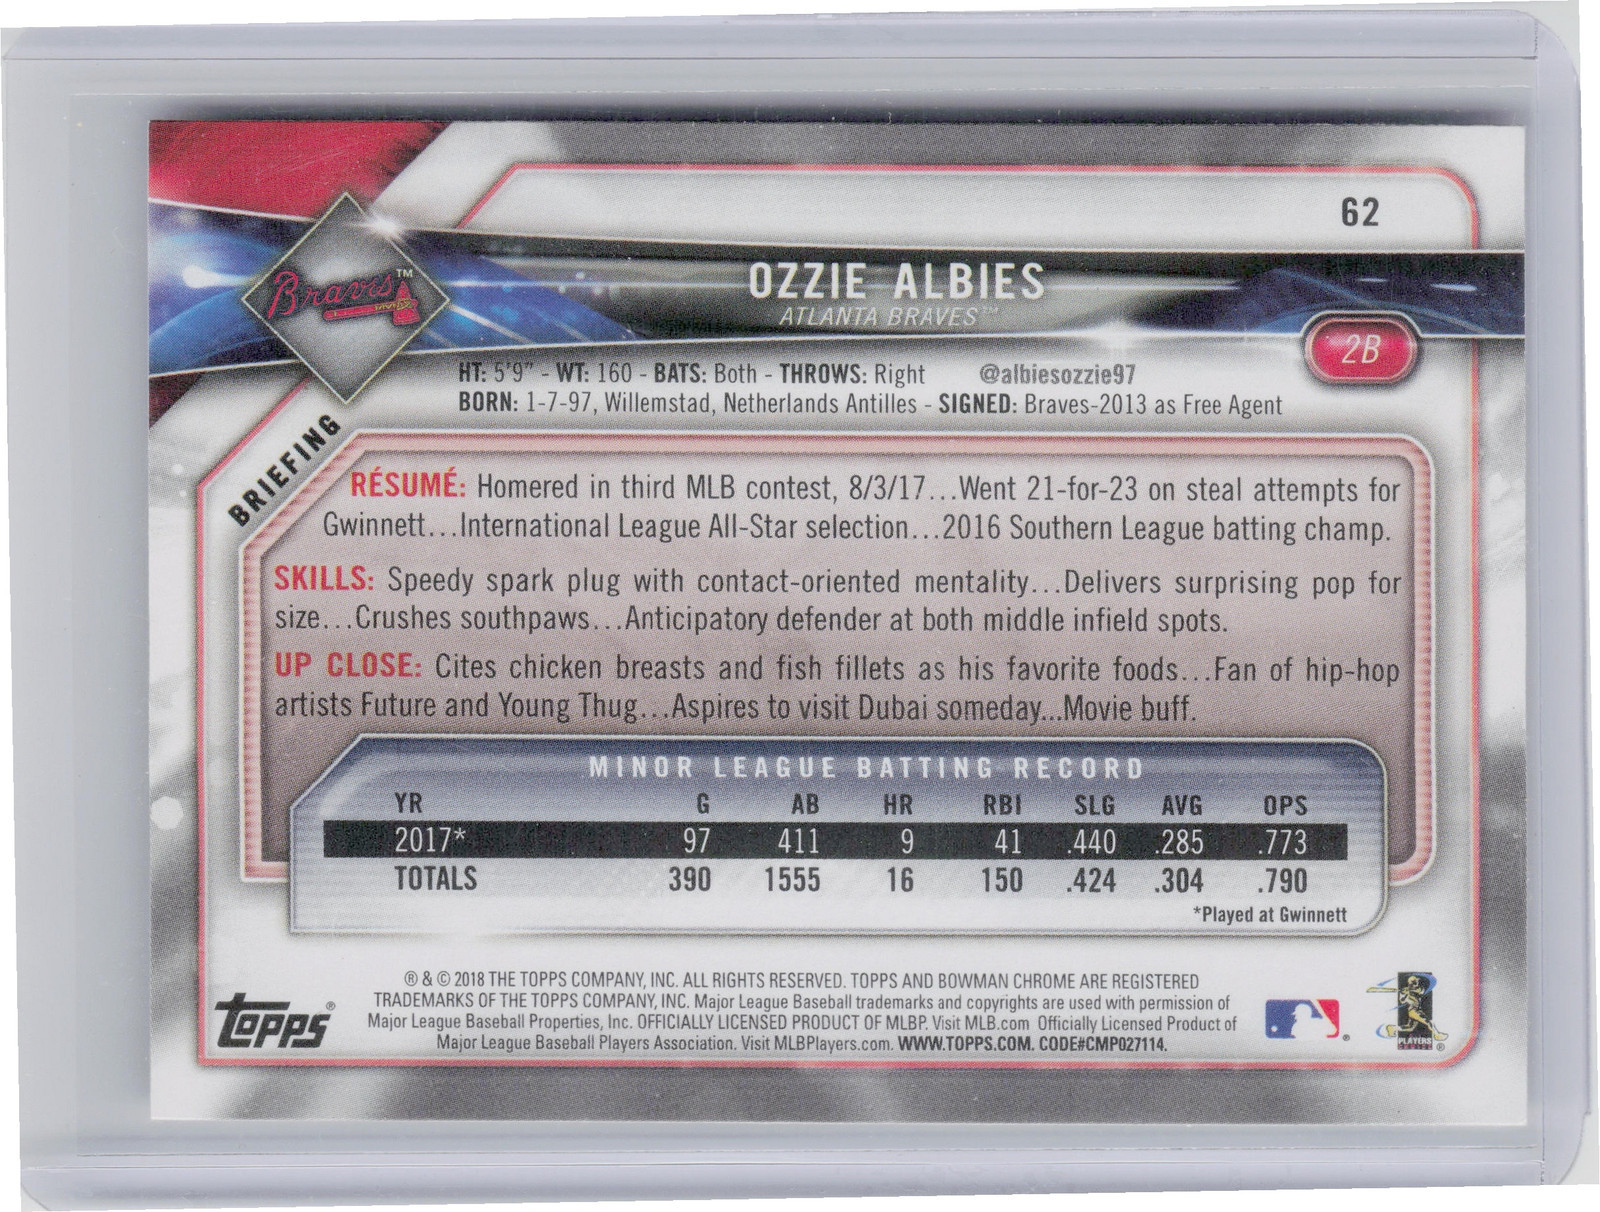 62
Braves™
OZZIE ALBIES
ATLANTA BRAVES™
2B
HT: 5'9" - WT: 160 - BATS: Both - THROWS: Right @albiesozzie97
BORN: 1-7-97, Willemstad, Netherlands Antilles - SIGNED: Braves-2013 as Free Agent
BRIEFING
RÉSUMÉ: Homered in third MLB contest, 8/3/17...Went 21-for-23 on steal attempts for
Gwinnett...International League All-Star selection...2016 Southern League batting champ.
SKILLS: Speedy spark plug with contact-oriented mentality...Delivers surprising pop for
size...Crushes southpaws...Anticipatory defender at both middle infield spots.
UP CLOSE: Cites chicken breasts and fish fillets as his favorite foods...Fan of hip-hop
artists Future and Young Thug...Aspires to visit Dubai someday...Movie buff.
MINOR LEAGUE BATTING RECORD
YR G AB HR RBI SLG AVG OPS
2017* 97 411 9 41 .440 .285 .773
TOTALS 390 1555 16 150 .424 .304 .790
*Played at Gwinnett
® & © 2018 THE TOPPS COMPANY, INC. ALL RIGHTS RESERVED. TOPPS AND BOWMAN CHROME ARE REGISTERED
TRADEMARKS OF THE TOPPS COMPANY, INC. Major League Baseball trademarks and copyrights are used with permission of
Major League Baseball Properties, Inc. OFFICIALLY LICENSED PRODUCT OF MLBP. Visit MLB.com Officially Licensed Product of
Major League Baseball Players Association. Visit MLBPlayers.com. WWW.TOPPS.COM. CODE#CMP027114.
topps®
PLAYERS
CHOICE